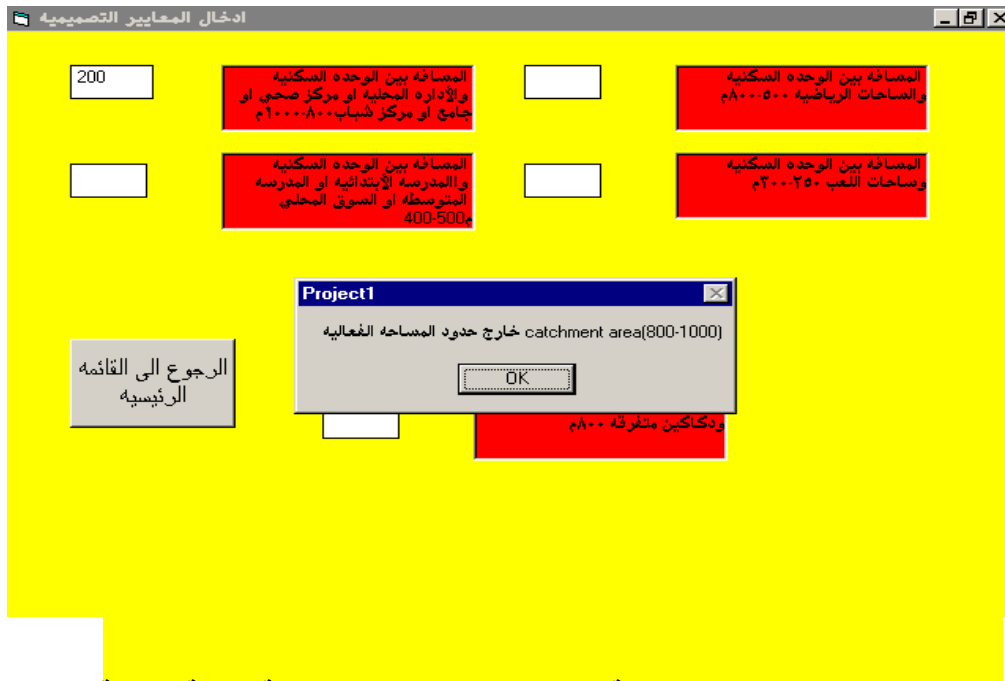 ادخال المعايير التصميميه
المسافه بين الوحده السكنيه
والساحات الرياضيه ٥٠٠-٨٠٠م
200
المسافه بين الوحده السكنيه
والأداره المحليه او مركز صحي او
جامع او مركز شباب٨٠٠-١٠٠٠م
المسافه بين الوحده السكنيه
وساحات اللعب ٢٥٠-٣٠٠م
المسافه بين الوحده السكنيه
واالمدرسه الأبتدائيه او المدرسه
المتوسطه او السوق المحلي
400-500م
Project1
خارج حدود المساحه الفعاليه catchment area(800-1000)
OK
الرجوع الى القائمه
الرئيسيه
ودكاكين متفرقه ٨٠٠م